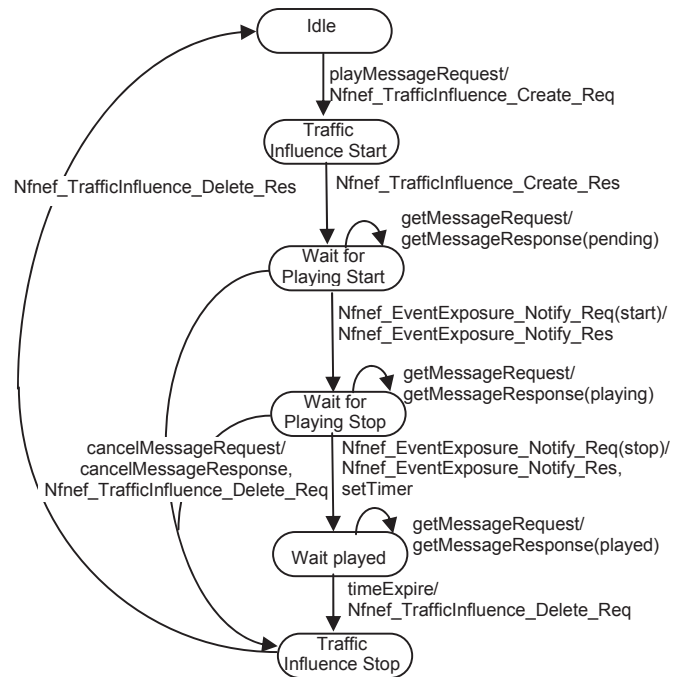 Idle
playMessageRequest/
Nfnef_TrafficInfluence_Create_Req
Traffic
Influence Start
Nfnef_TrafficInfluence_Delete_Res
Nfnef_TrafficInfluence_Create_Res
getMessageRequest/
getMessageResponse(pending)
Wait for
Playing Start
Nfnef_EventExposure_Notify_Req(start)/
Nfnef_EventExposure_Notify_Res
getMessageRequest/
getMessageResponse(playing)
Wait for
Playing Stop
cancelMessageRequest/
cancelMessageResponse,
Nfnef_TrafficInfluence_Delete_Req
Nfnef_EventExposure_Notify_Req(stop)/
Nfnef_EventExposure_Notify_Res,
setTimer
getMessageRequest/
getMessageResponse(played)
Wait played
timeExpire/
Nfnef_TrafficInfluence_Delete_Req
Traffic
Influence Stop